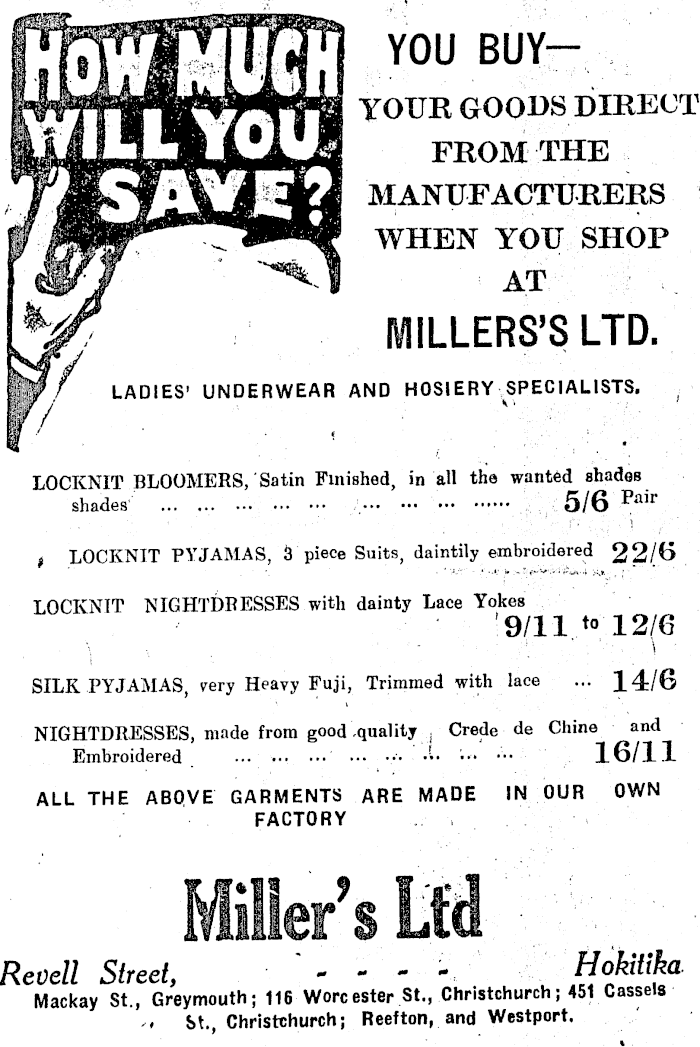 HOW MUCH
WILL YOU
SAVE?
YOU BUY—
YOUR GOODS DIRECT
FROM THE
MANUFACTURERS
WHEN YOU SHOP
AT
MILLERS'S LTD.
LADIES' UNDERWEAR AND HOSIERY SPECIALISTS.
LOCKNIT BLOOMERS, Satin Finished, in all the wanted shades
shades ... ... ... ... ... ... ... ... ...... 5/6 Pair
LOCKNIT PYJAMAS, 3 piece Suits, daintily embroidered 22/6
LOCKNIT NIGHTDRESSES with dainty Lace Yokes
9/11 to 12/6
SILK PYJAMAS, very Heavy Fuji, Trimmed with lace ... 14/6
NIGHTDRESSES, made from good quality Crede de Chine and
Embroidered ... ... ... ... ... ... ... ... 16/11
ALL THE ABOVE GARMENTS ARE MADE IN OUR OWN
FACTORY
Miller's Ltd
Revell Street, - - - - Hokitika
Mackay St., Greymouth; 116 Worcester St., Christchurch; 451 Cassels
St., Christchurch; Reefton, and Westport.